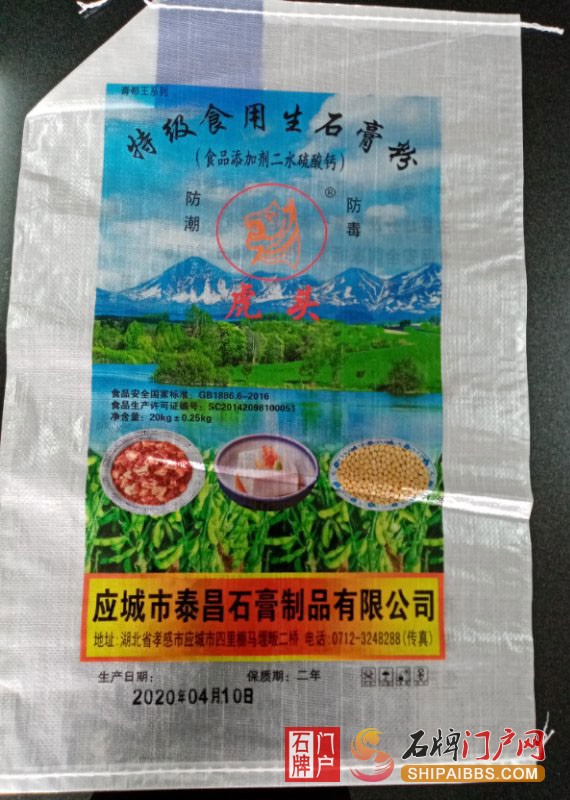 膏都王系列
特级食用生石膏粉
(食品添加剂二水硫酸钙)
防潮
®
防毒
虎头
食品安全国家标准：GB1886.6-2016
食品生产许可证编号：SC20142098100051
净含量：20kg±0.25kg
应城市泰昌石膏制品有限公司
地址:湖北省孝感市应城市四里棚马堰畈二桥 电话:0712-3248288(传真)
生产日期： 保质期：二年
2020年04月10日
石牌门户
石牌门户网
SHIPAIBBS.COM